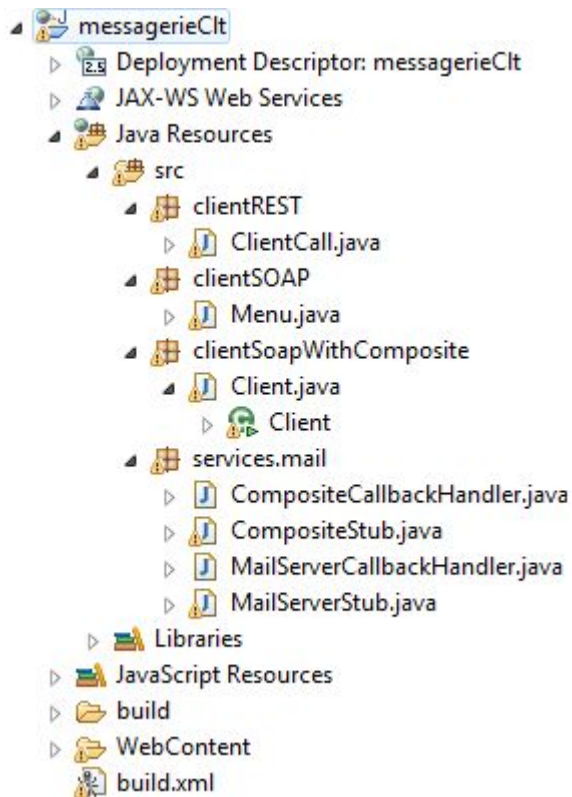 messagerieClt
2.5 Deployment Descriptor: messagerieClt
JAX-WS Web Services
Java Resources
src
clientREST
J ClientCall.java
clientSOAP
J Menu.java
clientSoapWithComposite
J Client.java
C Client
services.mail
J CompositeCallbackHandler.java
J CompositeStub.java
J MailServerCallbackHandler.java
J MailServerStub.java
Libraries
JavaScript Resources
build
WebContent
build.xml